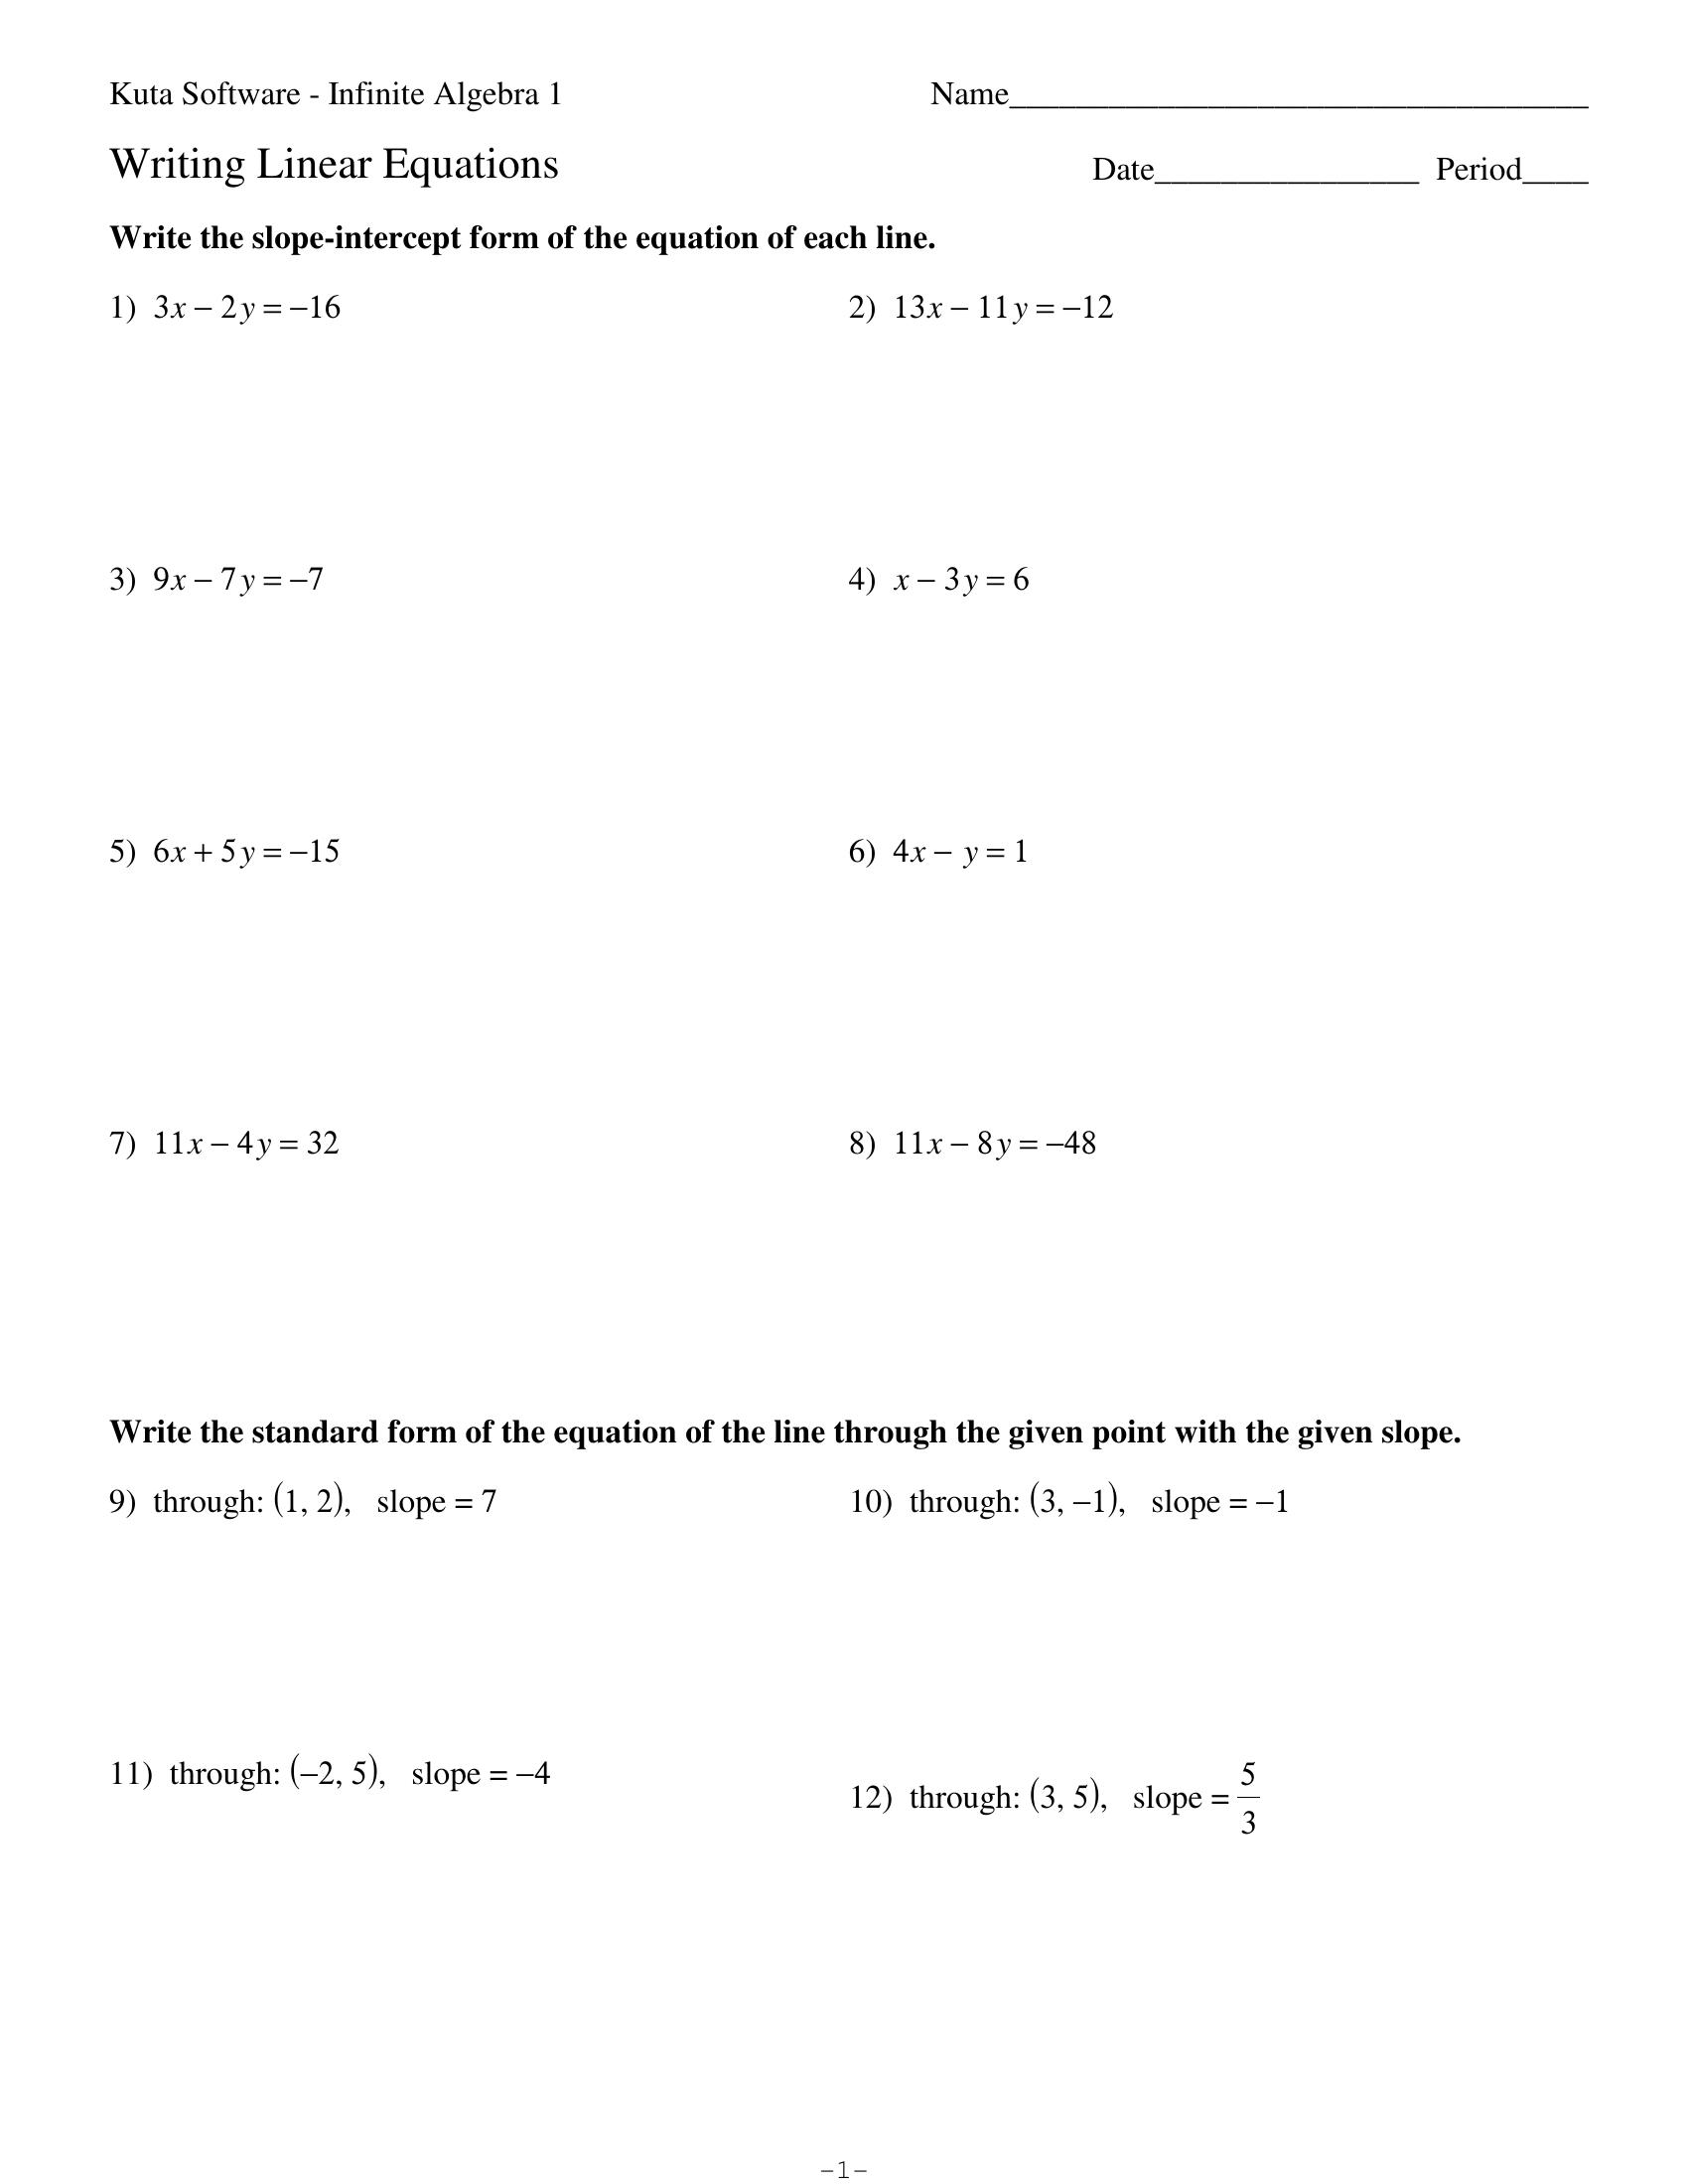 Kuta Software - Infinite Algebra 1
Name___________________________________
Writing Linear Equations
Date________________ Period____
Write the slope-intercept form of the equation of each line.
1) 3x − 2y = −16
2) 13x − 11y = −12
3) 9x − 7y = −7
4) x − 3y = 6
5) 6x + 5y = −15
6) 4x − y = 1
7) 11x − 4y = 32
8) 11x − 8y = −48
Write the standard form of the equation of the line through the given point with the given slope.
9) through: (1, 2), slope = 7
10) through: (3, −1), slope = −1
11) through: (−2, 5), slope = −4
12) through: (3, 5), slope = 5/3
-1-